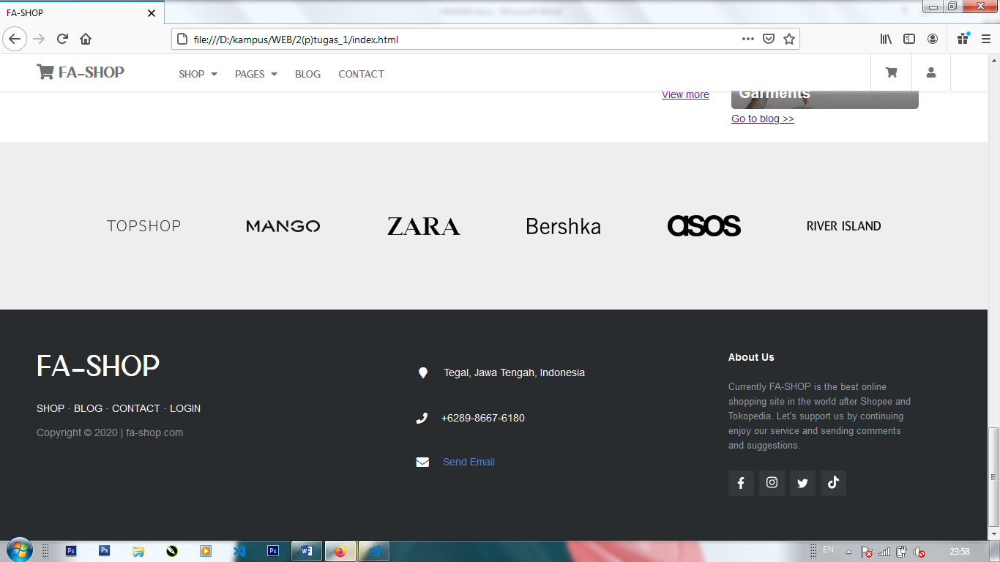 FA-SHOP
file:///D:/kampus/WEB/2(p)tugas_1/index.html
FA-SHOP
SHOP
PAGES
BLOG
CONTACT
View more
Garments
Go to blog >>
TOPSHOP
MANGO
ZARA
Bershka
asos
RIVER ISLAND
FA-SHOP
SHOP · BLOG · CONTACT · LOGIN
Copyright © 2020 | fa-shop.com
Tegal, Jawa Tengah, Indonesia
+6289-8667-6180
Send Email
About Us
Currently FA-SHOP is the best online
shopping site in the world after Shopee and
Tokopedia. Let's support us by continuing
enjoy our service and sending comments
and suggestions.
Ps
Ps
Ps
EN
23:58